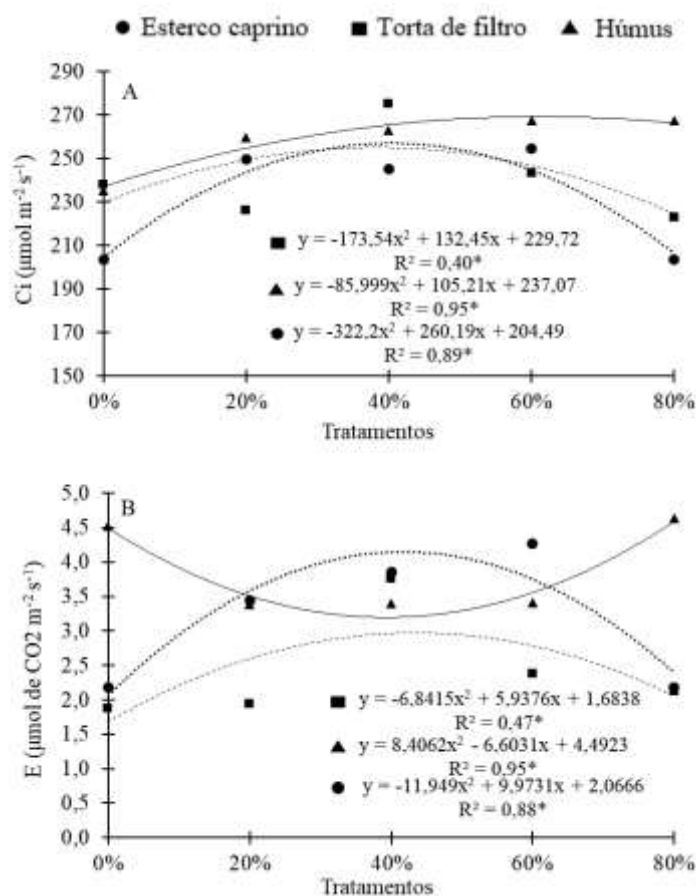 ● Esterco caprino ■ Torta de filtro ▲ Húmus
A
Ci (µmol m⁻² s⁻¹)
290
270
250
230
210
190
170
150
■ y = -173,54x² + 132,45x + 229,72
R² = 0,40*
▲ y = -85,999x² + 105,21x + 237,07
R² = 0,95*
● y = -322,2x² + 260,19x + 204,49
R² = 0,89*
0% 20% 40% 60% 80%
Tratamentos
B
E (µmol de CO2 m⁻² s⁻¹)
5,0
4,5
4,0
3,5
3,0
2,5
2,0
1,5
1,0
0,5
0,0
■ y = -6,8415x² + 5,9376x + 1,6838
R² = 0,47*
▲ y = 8,4062x² - 6,6031x + 4,4923
R² = 0,95*
● y = -11,949x² + 9,9731x + 2,0666
R² = 0,88*
0% 20% 40% 60% 80%
Tratamentos